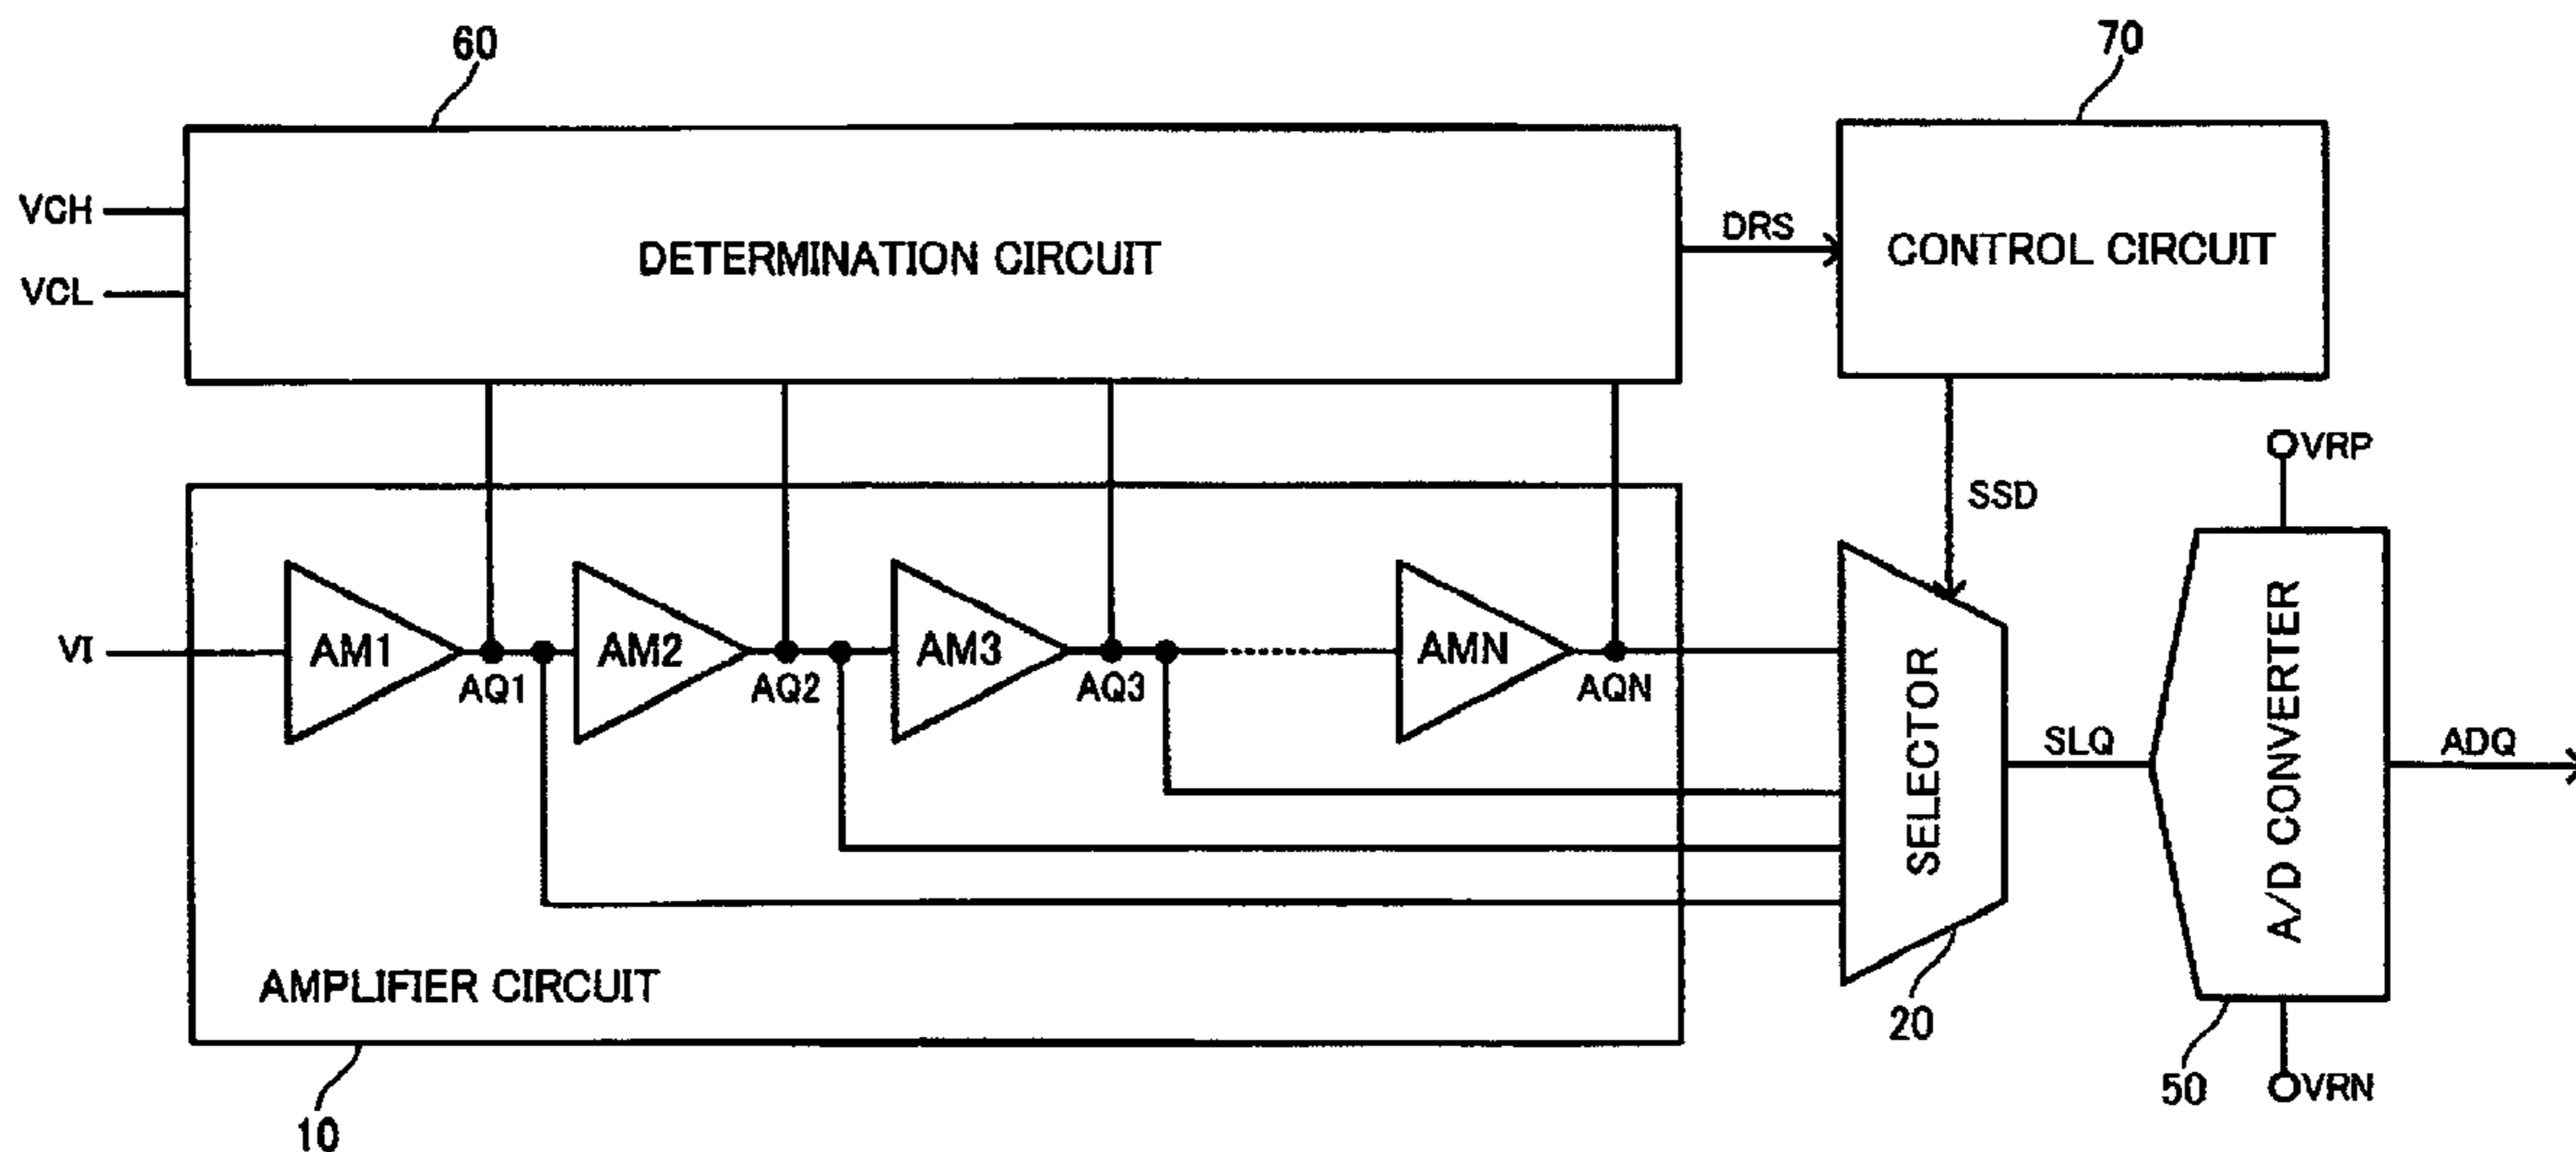 60
70
VCH
VCL
DETERMINATION CIRCUIT
DRS
CONTROL CIRCUIT
VRP
SSD
VI
AM1
AQ1
AM2
AQ2
AM3
AQ3
AMN
AQN
SELECTOR
SLQ
A/D CONVERTER
ADQ
AMPLIFIER CIRCUIT
10
20
50
VRN